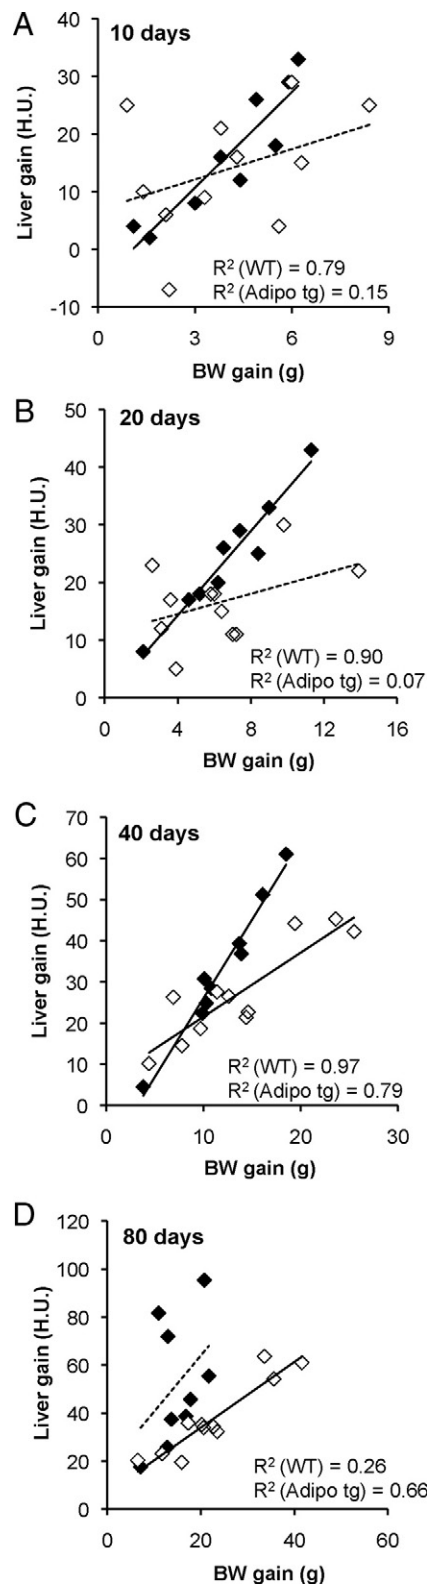 A
10 days
40
30
20
10
0
-10
Liver gain (H.U.)
R² (WT) = 0.79
R² (Adipo tg) = 0.15
0 3 6 9
BW gain (g)
B
20 days
50
40
30
20
10
0
Liver gain (H.U.)
R² (WT) = 0.90
R² (Adipo tg) = 0.07
0 4 8 12 16
BW gain (g)
C
40 days
70
60
50
40
30
20
10
0
Liver gain (H.U.)
R² (WT) = 0.97
R² (Adipo tg) = 0.79
0 10 20 30
BW gain (g)
D
80 days
120
100
80
60
40
20
0
Liver gain (H.U.)
R² (WT) = 0.26
R² (Adipo tg) = 0.66
0 20 40 60
BW gain (g)